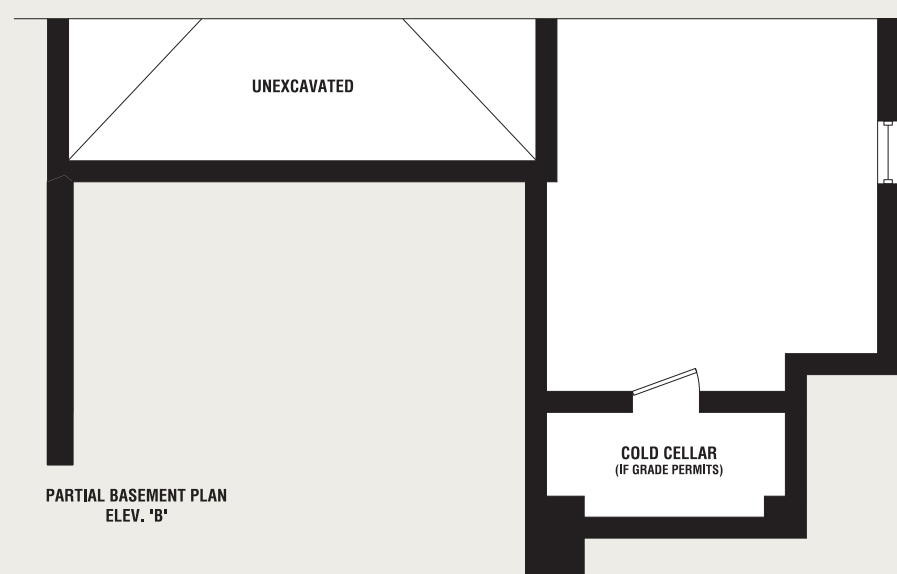 UNEXCAVATED
COLD CELLAR
(IF GRADE PERMITS)
PARTIAL BASEMENT PLAN
ELEV. 'B'